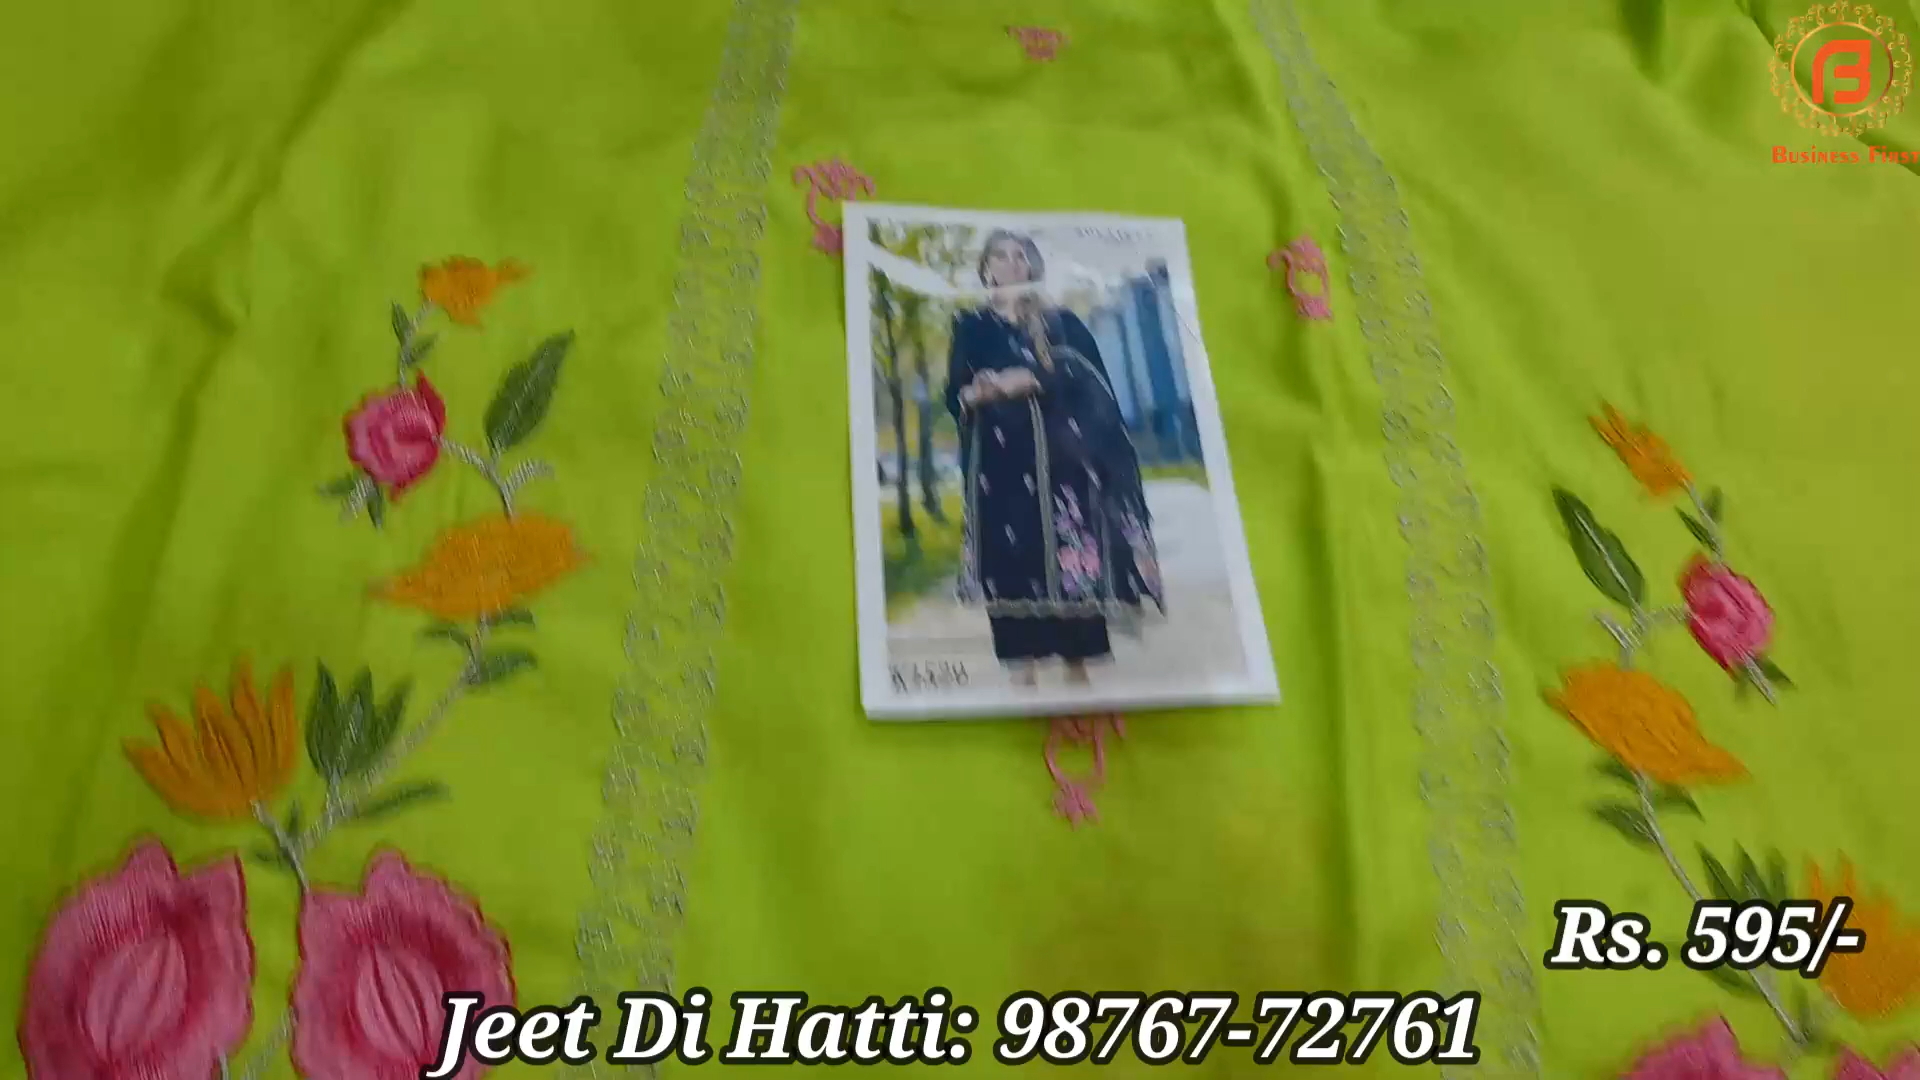 BUSINESS FIRST
Rs. 595/-
Jeet Di Hatti: 98767-72761